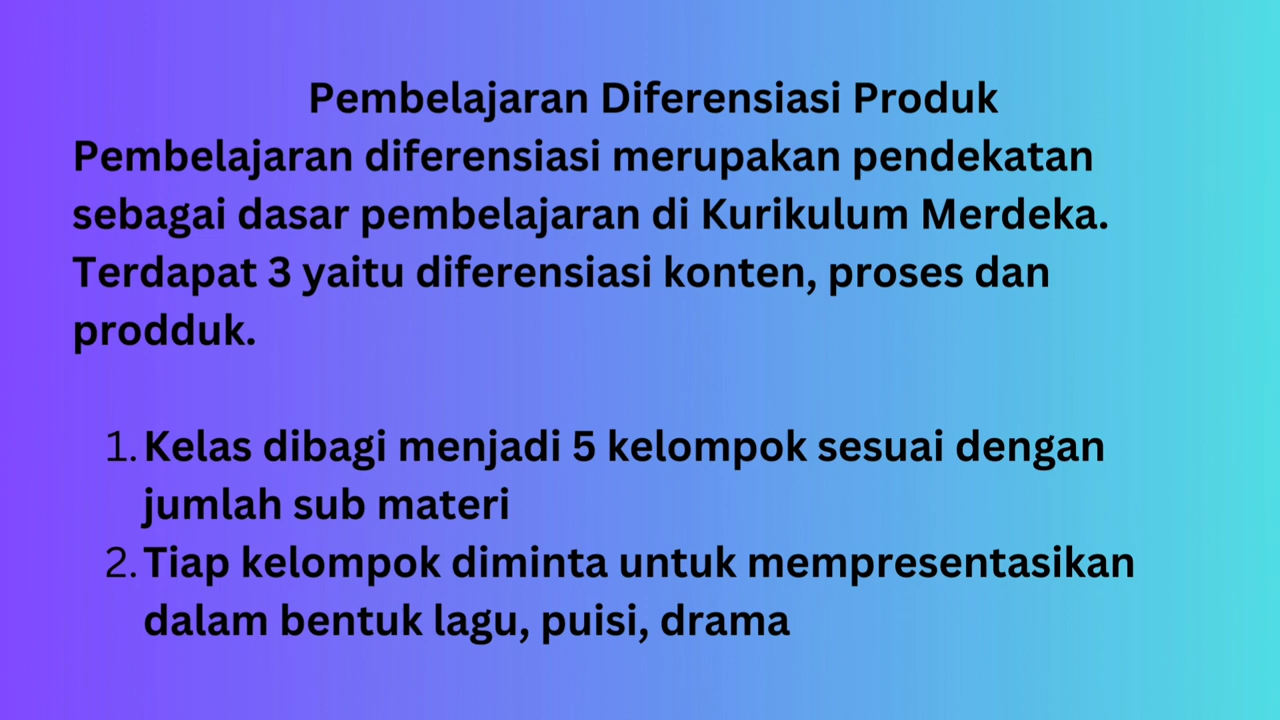 Pembelajaran Diferensiasi Produk
Pembelajaran diferensiasi merupakan pendekatan
sebagai dasar pembelajaran di Kurikulum Merdeka.
Terdapat 3 yaitu diferensiasi konten, proses dan
prodduk.
1. Kelas dibagi menjadi 5 kelompok sesuai dengan
jumlah sub materi
2. Tiap kelompok diminta untuk mempresentasikan
dalam bentuk lagu, puisi, drama